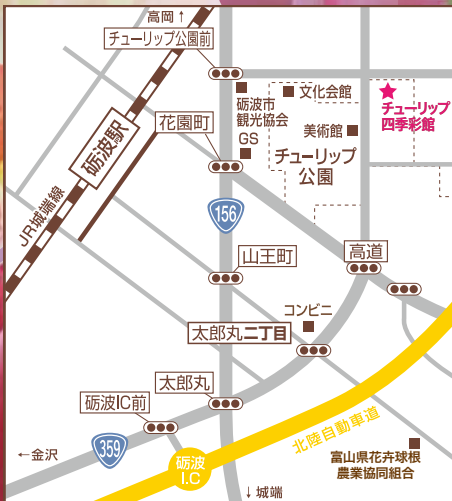 高岡↑
チューリップ公園前
文化会館
砺波市
観光協会
チューリップ
四季彩館
花園町
GS
美術館
チューリップ
公園
砺波駅
JR城端線
156
山王町
高道
コンビニ
太郎丸二丁目
太郎丸
砺波IC前
359
北陸自動車道
←金沢
砺波
I.C
富山県花卉球根
農業協同組合
↓城端